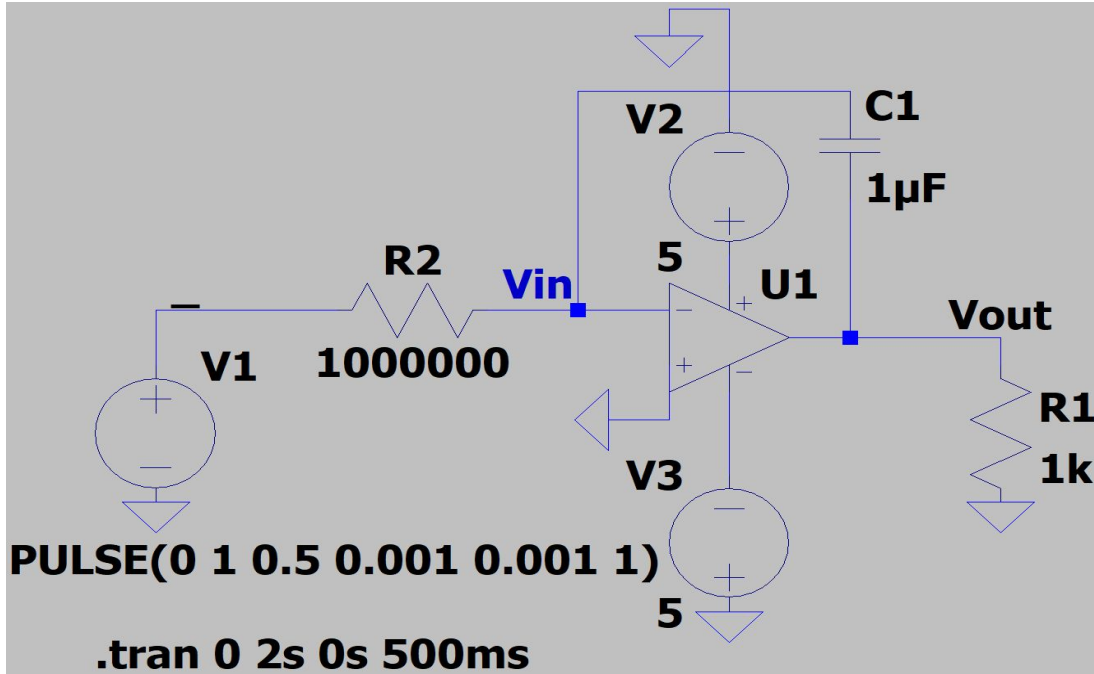 C1
V2
1µF
5
U1
R2
Vin
Vout
V1
1000000
R1
V3
1k
PULSE(0 1 0.5 0.001 0.001 1)
5
.tran 0 2s 0s 500ms